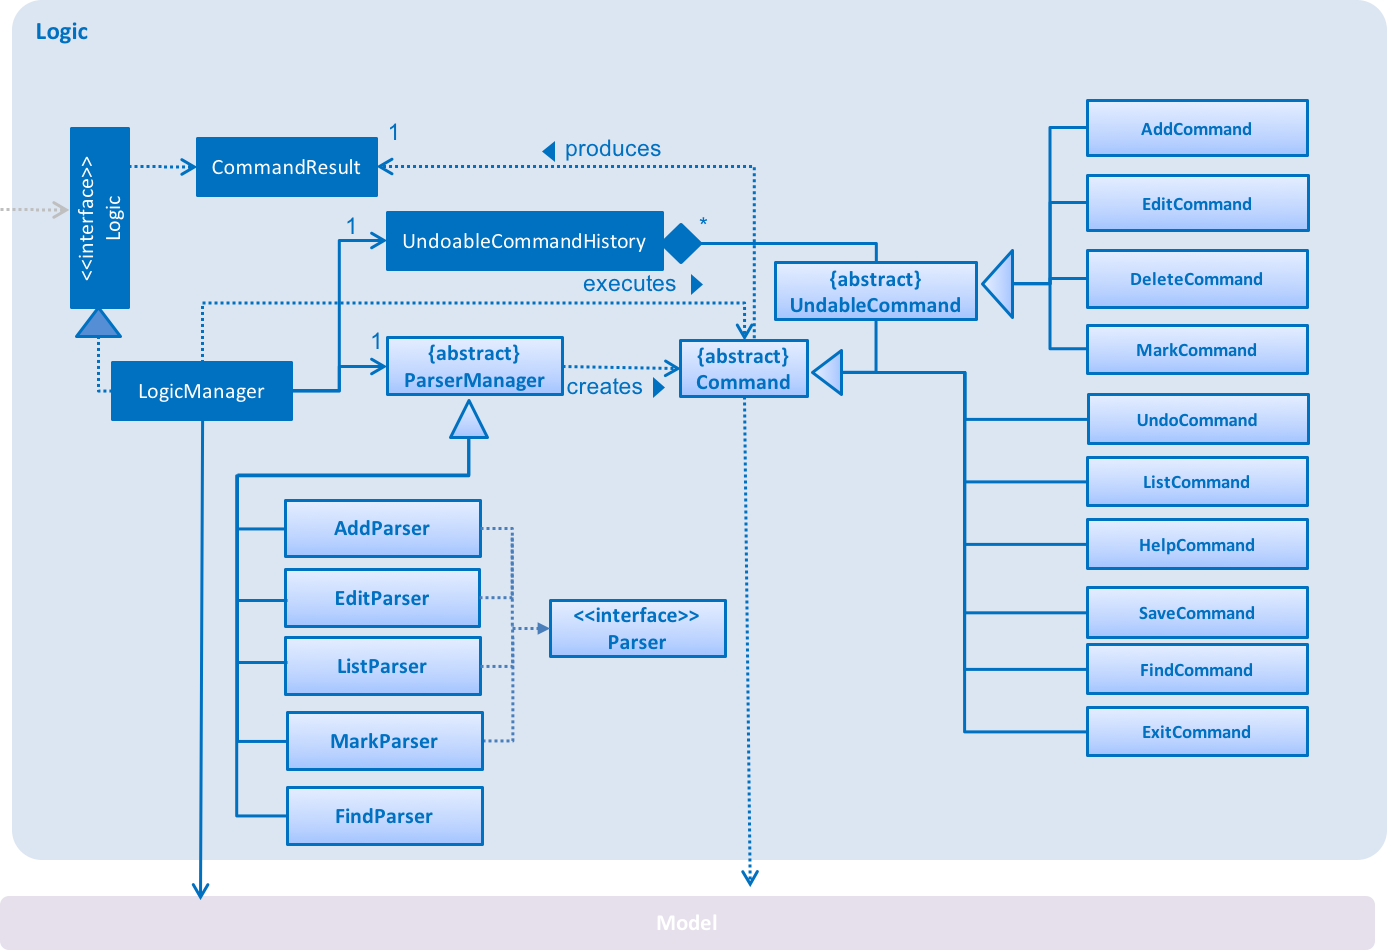 Logic
<<interface>>
Logic
CommandResult
1
produces
1
UndoableCommandHistory
*
executes
{abstract}
UndableCommand
1
{abstract}
ParserManager
creates
{abstract}
Command
LogicManager
AddCommand
EditCommand
DeleteCommand
MarkCommand
UndoCommand
ListCommand
HelpCommand
SaveCommand
FindCommand
ExitCommand
AddParser
EditParser
ListParser
MarkParser
FindParser
<<interface>>
Parser
Model